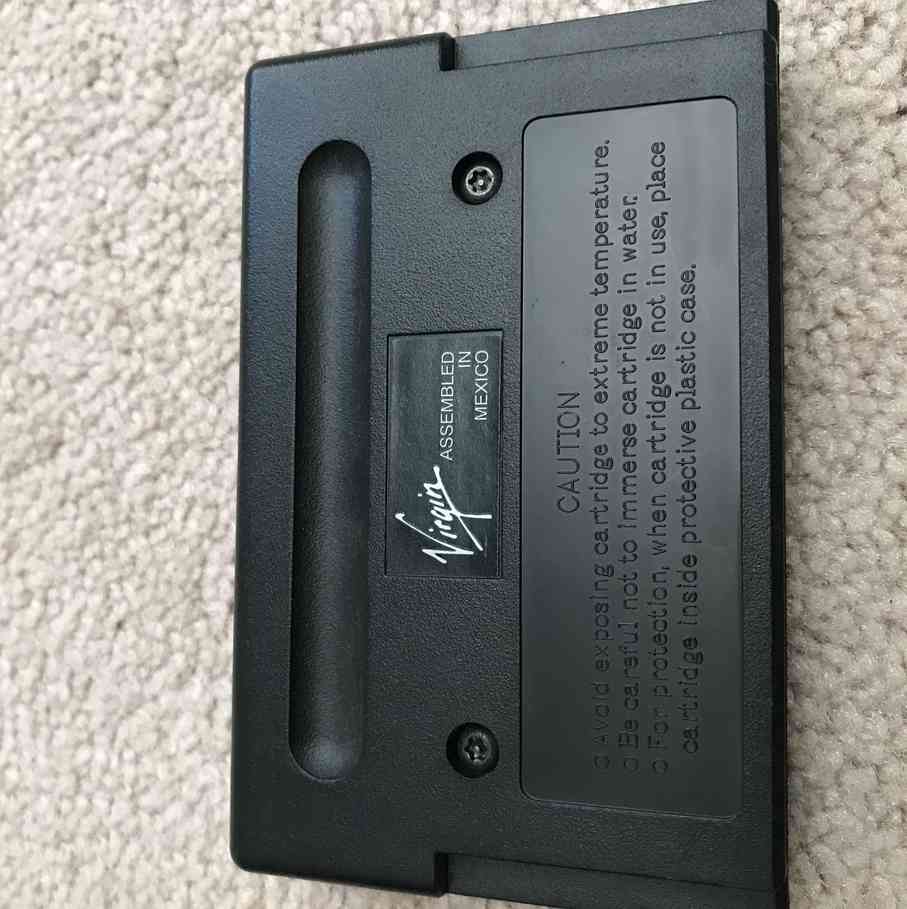 Virgin
ASSEMBLED
IN
MEXICO
CAUTION
○ Avoid exposing cartridge to extreme temperature.
○ Be careful not to immerse cartridge in water.
○ For protection, when cartridge is not in use, place
cartridge inside protective plastic case.